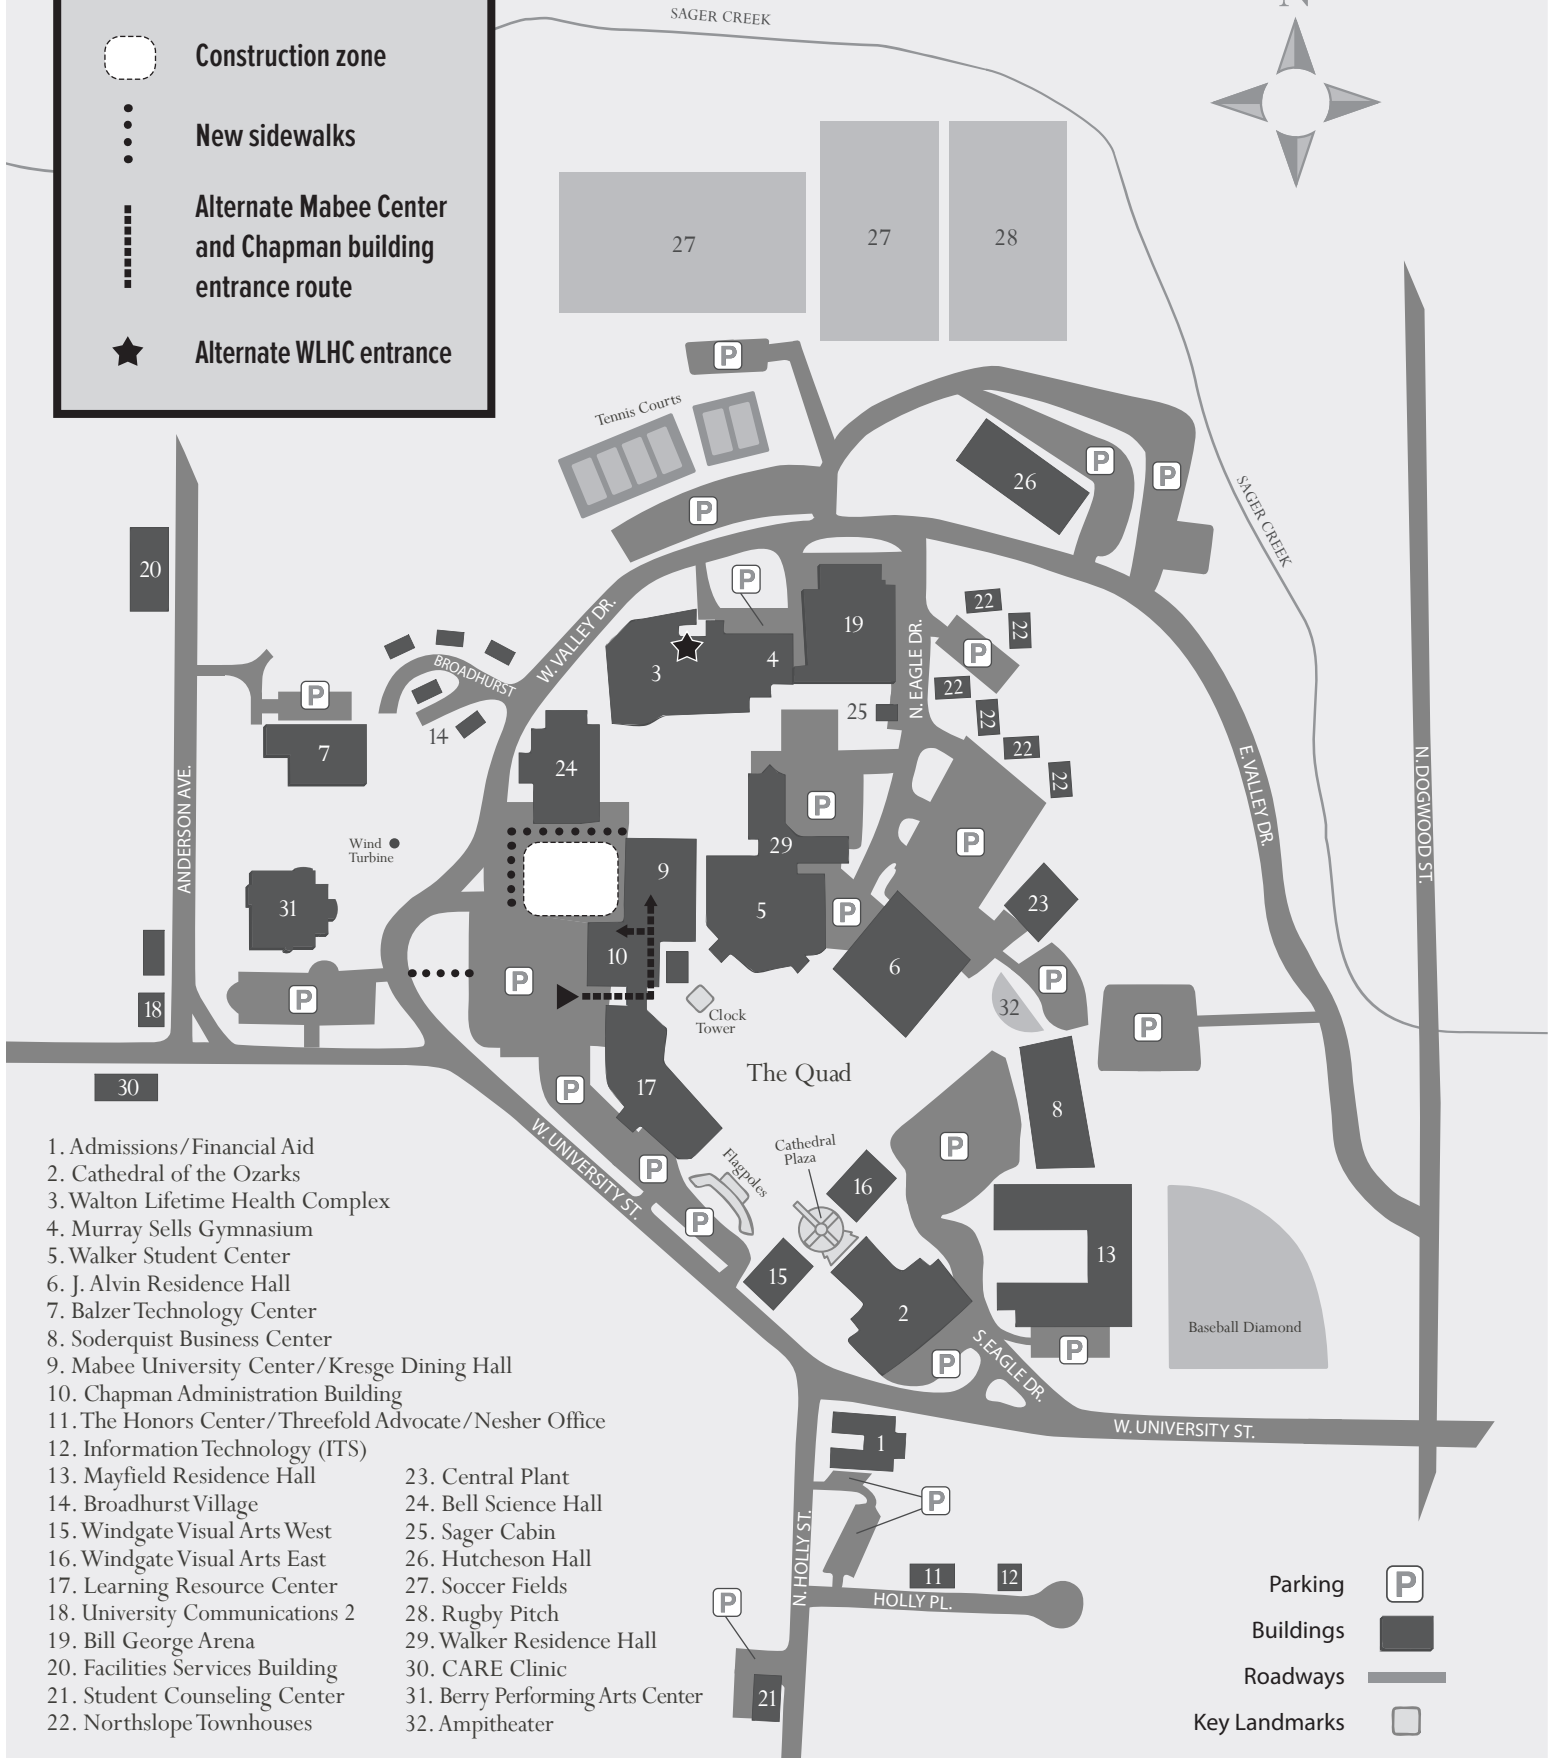 N
SAGER CREEK
Construction zone
New sidewalks
Alternate Mabee Center
and Chapman building
entrance route
Alternate WLHC entrance
27
27
28
P
Tennis Courts
P
P
P
26
SAGER CREEK
20
P
19
22
22
W. VALLEY DR.
N. EAGLE DR.
P
3
4
BROADHURST
22
P
25
22
14
22
7
24
22
E. VALLEY DR.
N. DOGWOOD ST.
ANDERSON AVE.
P
Wind
Turbine
29
P
9
31
5
P
23
10
6
P
P
P
18
32
Clock
Tower
P
30
The Quad
P
17
8
W. UNIVERSITY ST.
P
Flagpoles
Cathedral
Plaza
P
16
P
13
15
2
Baseball Diamond
S. EAGLE DR.
P
P
W. UNIVERSITY ST.
1
P
N. HOLLY ST.
11
12
HOLLY PL.
P
21
1. Admissions/Financial Aid
2. Cathedral of the Ozarks
3. Walton Lifetime Health Complex
4. Murray Sells Gymnasium
5. Walker Student Center
6. J. Alvin Residence Hall
7. Balzer Technology Center
8. Soderquist Business Center
9. Mabee University Center/Kresge Dining Hall
10. Chapman Administration Building
11. The Honors Center/Threefold Advocate/Nesher Office
12. Information Technology (ITS)
13. Mayfield Residence Hall
14. Broadhurst Village
15. Windgate Visual Arts West
16. Windgate Visual Arts East
17. Learning Resource Center
18. University Communications 2
19. Bill George Arena
20. Facilities Services Building
21. Student Counseling Center
22. Northslope Townhouses
23. Central Plant
24. Bell Science Hall
25. Sager Cabin
26. Hutcheson Hall
27. Soccer Fields
28. Rugby Pitch
29. Walker Residence Hall
30. CARE Clinic
31. Berry Performing Arts Center
32. Ampitheater
Parking P
Buildings
Roadways
Key Landmarks